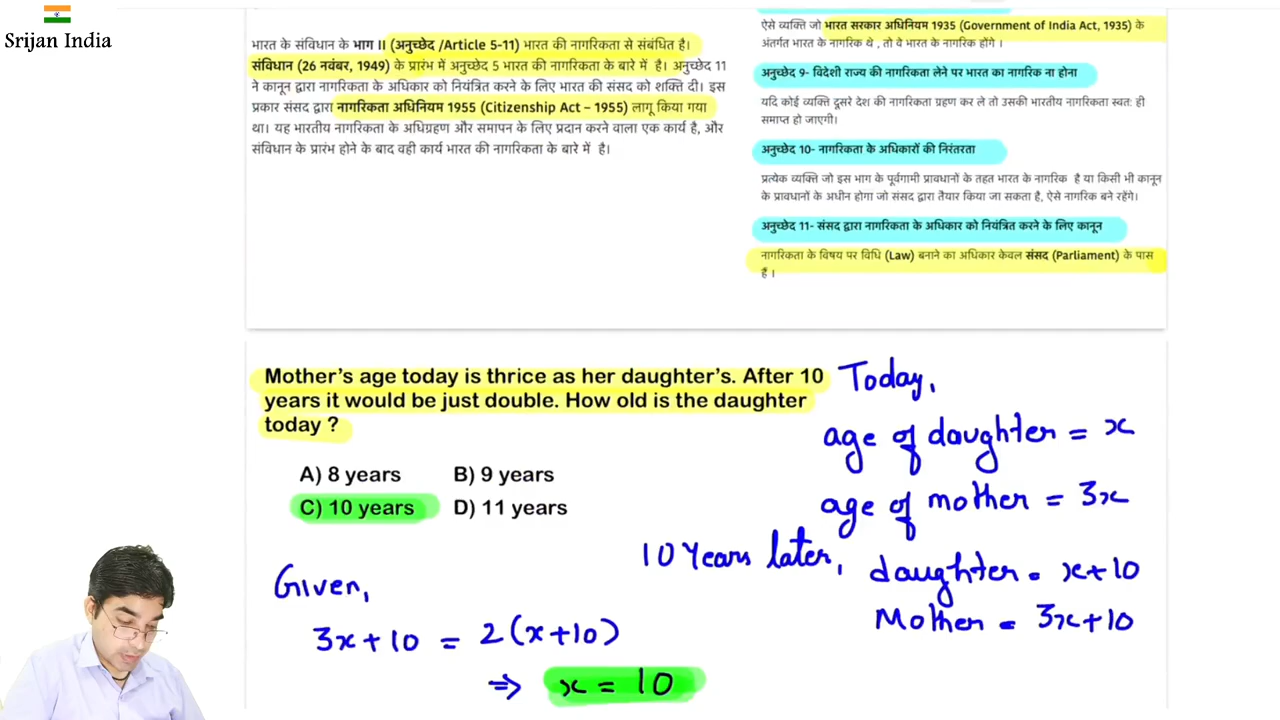 Srijan India
भारत के संविधान के भाग II (अनुच्छेद /Article 5-11) भारत की नागरिकता से संबंधित है।
संविधान (26 नवंबर, 1949) के प्रारंभ में अनुच्छेद 5 भारत की नागरिकता के बारे में है। अनुच्छेद 11
ने कानून द्वारा नागरिकता के अधिकार को नियंत्रित करने के लिए भारत की संसद को शक्ति दी। इस
प्रकार संसद द्वारा नागरिकता अधिनियम 1955 (Citizenship Act – 1955) लागू किया गया
था। यह भारतीय नागरिकता के अधिग्रहण और समापन के लिए प्रदान करने वाला एक कार्य है, और
संविधान के प्रारंभ होने के बाद वही कार्य भारत की नागरिकता के बारे में है।
ऐसे व्यक्ति जो भारत सरकार अधिनियम 1935 (Government of India Act, 1935) के
अंतर्गत भारत के नागरिक थे , तो वे भारत के नागरिक होंगे ।
अनुच्छेद 9- विदेशी राज्य की नागरिकता लेने पर भारत का नागरिक ना होना
यदि कोई व्यक्ति दूसरे देश की नागरिकता ग्रहण कर ले तो उसकी भारतीय नागरिकता स्वत: ही
समाप्त हो जाएगी।
अनुच्छेद 10- नागरिकता के अधिकारों की निरंतरता
प्रत्येक व्यक्ति जो इस भाग के पूर्वगामी प्रावधानों के तहत भारत के नागरिक है या किसी भी कानून
के प्रावधानों के अधीन होगा जो संसद द्वारा तैयार किया जा सकता है, ऐसे नागरिक बने रहेंगे।
अनुच्छेद 11- संसद द्वारा नागरिकता के अधिकार को नियंत्रित करने के लिए कानून
नागरिकता के विषय पर विधि (Law) बनाने का अधिकार केवल संसद (Parliament) के पास
हैं ।
Mother's age today is thrice as her daughter's. After 10
years it would be just double. How old is the daughter
today ?
A) 8 years B) 9 years
C) 10 years D) 11 years
Today,
age of daughter = x
age of mother = 3x
10 Years later, daughter = x+10
Mother = 3x+10
Given,
3x+10 = 2(x+10)
⇒ x = 10